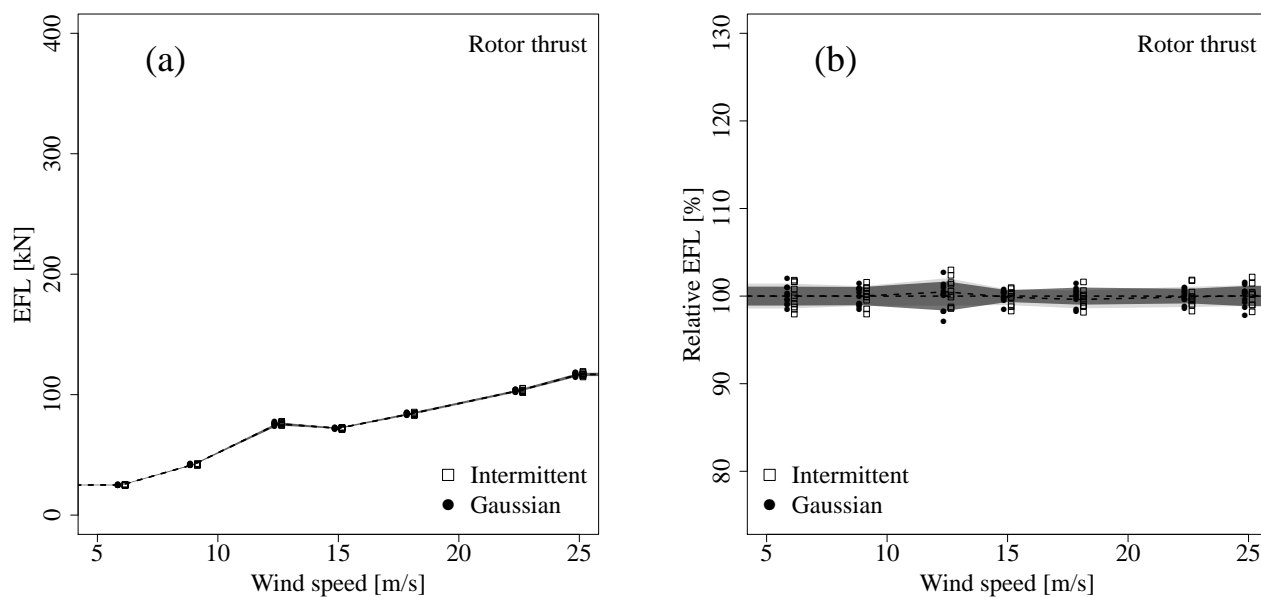 (a)
Rotor thrust
400
300
200
100
0
EFL [kN]
Intermittent
Gaussian
5 10 15 20 25
Wind speed [m/s]
(b)
Rotor thrust
130
120
110
100
90
80
Relative EFL [%]
Intermittent
Gaussian
5 10 15 20 25
Wind speed [m/s]